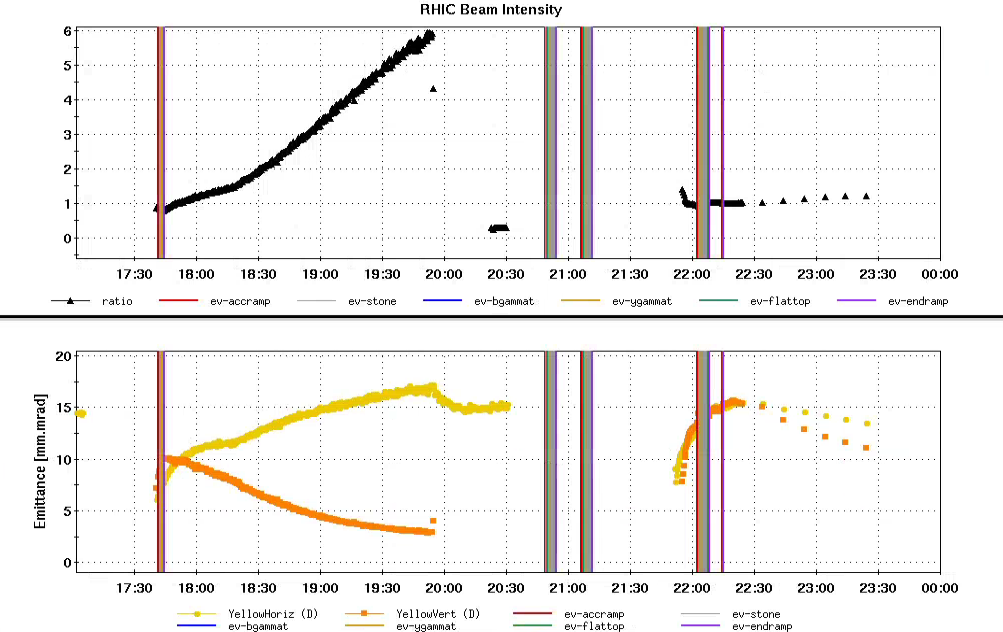 RHIC Beam Intensity
6
5
4
3
2
1
0
17:30 18:00 18:30 19:00 19:30 20:00 20:30 21:00 21:30 22:00 22:30 23:00 23:30 00:00
ratio ev-accramp ev-stone ev-bgammat ev-ygammat ev-flattop ev-endramp
Emittance [mm.mrad]
20
15
10
5
0
17:30 18:00 18:30 19:00 19:30 20:00 20:30 21:00 21:30 22:00 22:30 23:00 23:30 00:00
YellowHoriz (D) YellowVert (D) ev-accramp ev-stone
ev-bgammat ev-ygammat ev-flattop ev-endramp